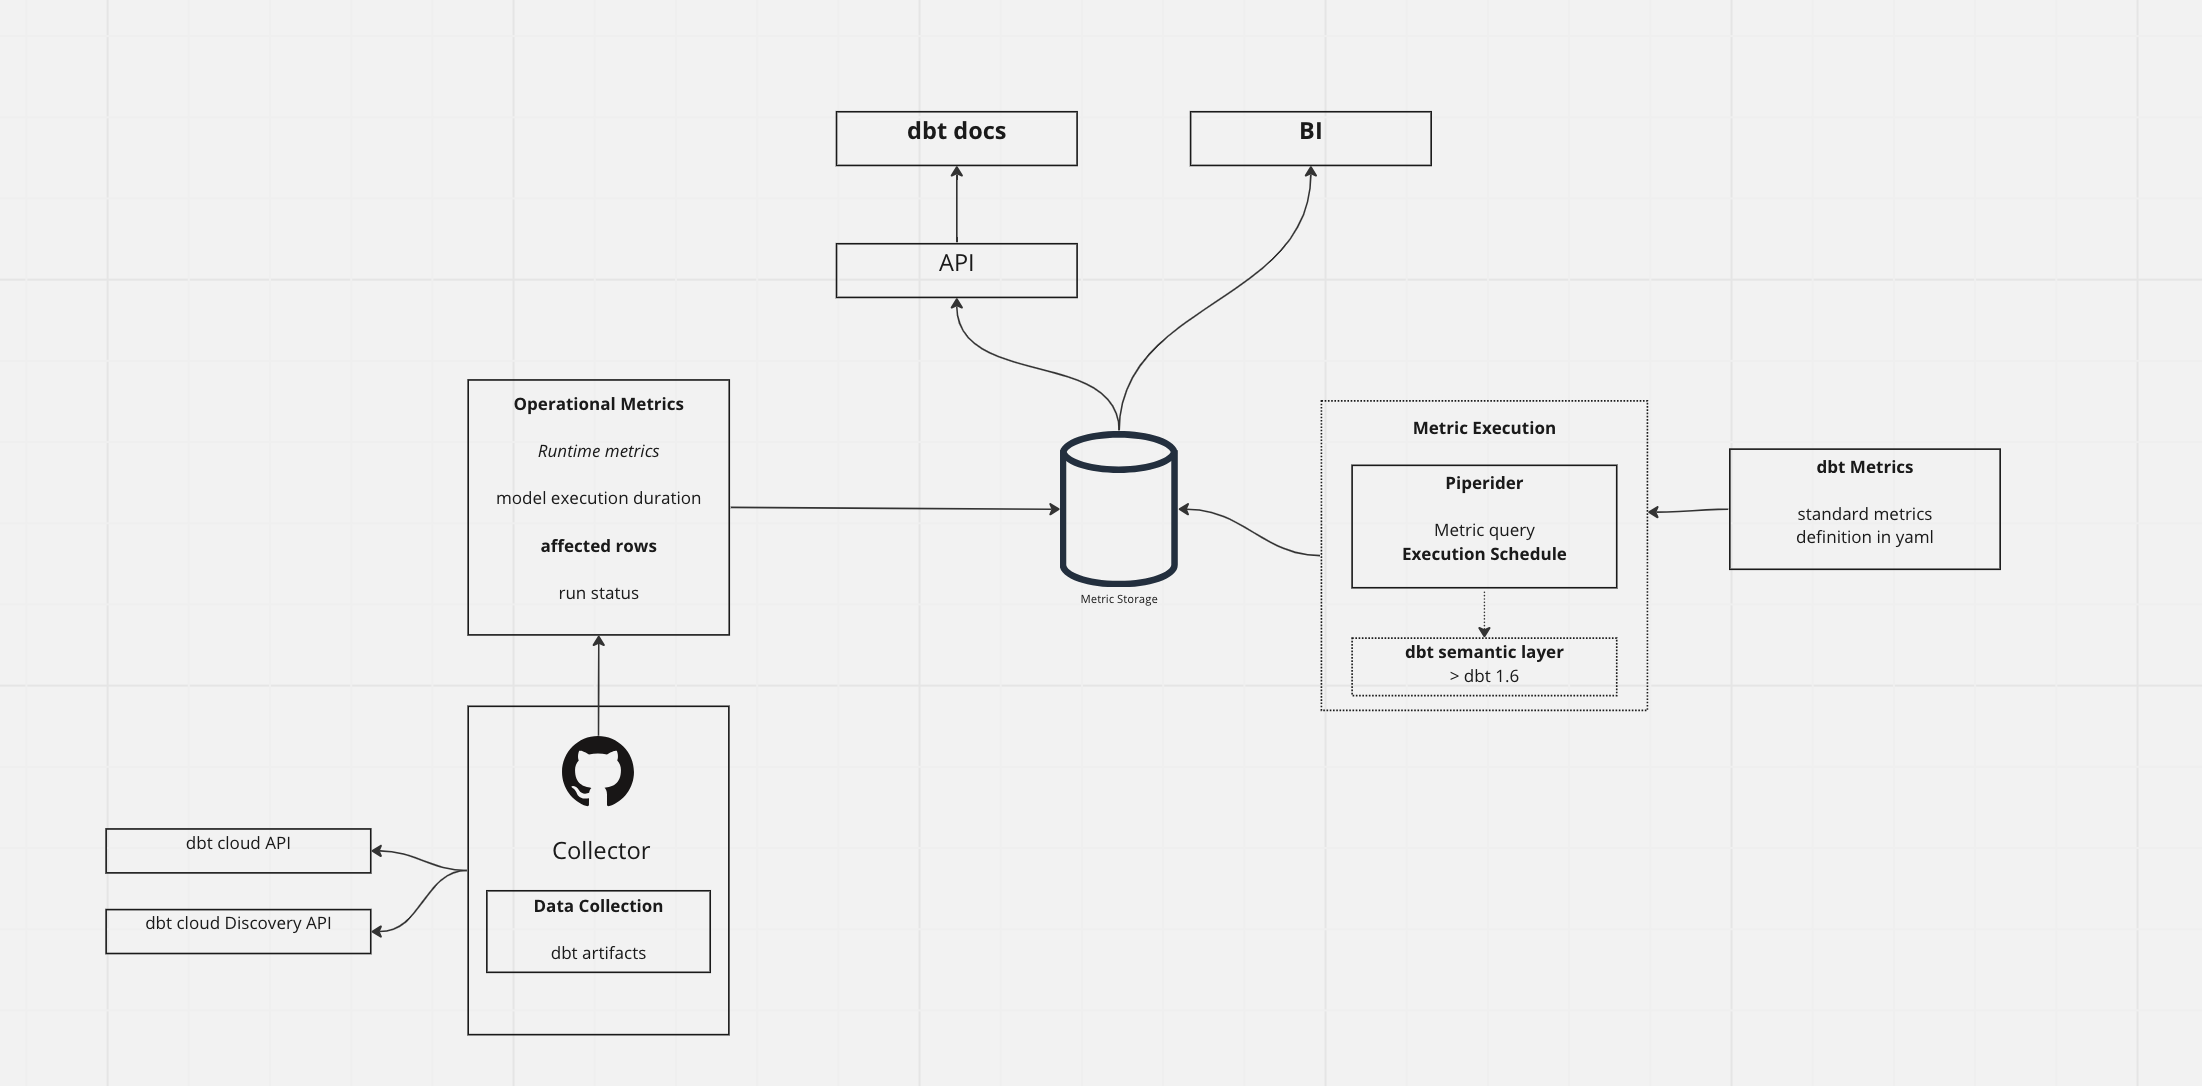 dbt docs
BI
API
Operational Metrics
Runtime metrics
model execution duration
affected rows
run status
Metric Storage
Metric Execution
Piperider
Metric query
Execution Schedule
dbt semantic layer
> dbt 1.6
dbt Metrics
standard metrics
definition in yaml
Collector
Data Collection
dbt artifacts
dbt cloud API
dbt cloud Discovery API